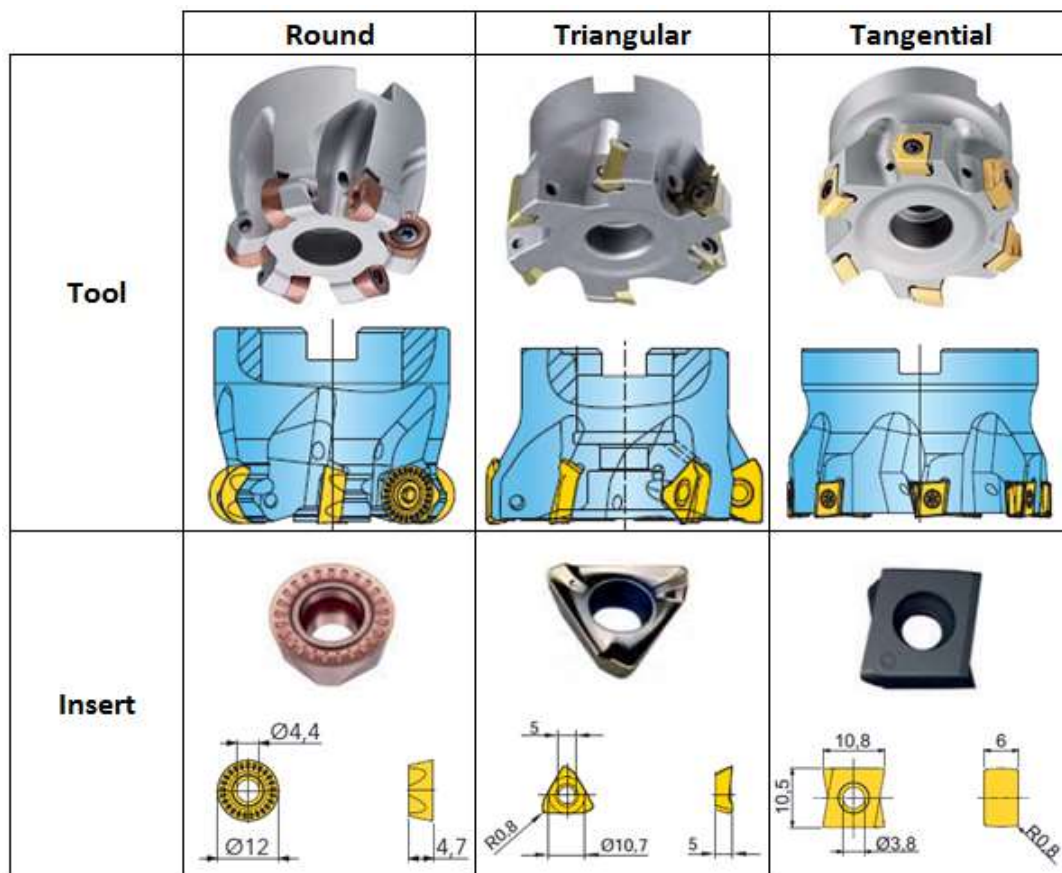 Round
Triangular
Tangential
Tool
Insert
Ø4,4
Ø12
4,7
5
R0,8
Ø10,7
5
10,8
10,5
Ø3,8
6
R0,8